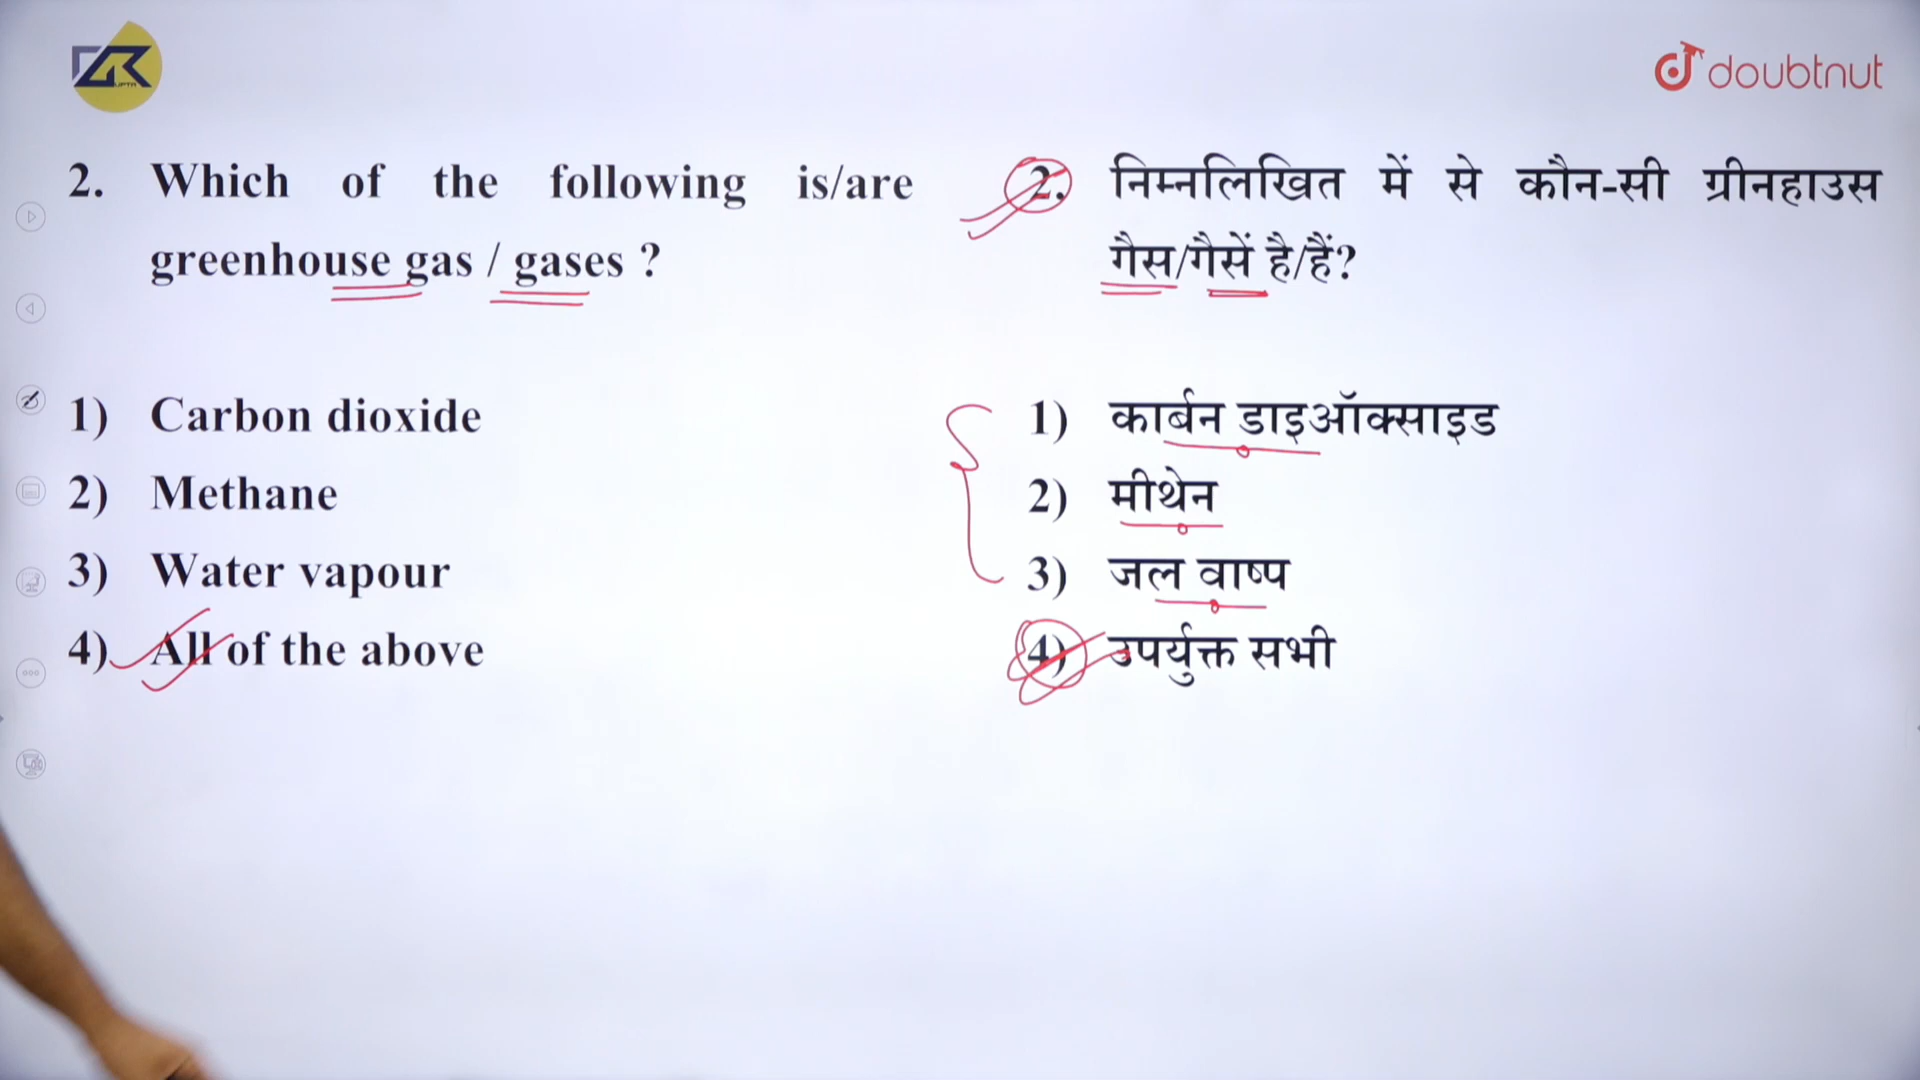 doubtnut
2. Which of the following is/are
greenhouse gas / gases ?
1) Carbon dioxide
2) Methane
3) Water vapour
4) All of the above
2. निम्नलिखित में से कौन-सी ग्रीनहाउस
गैस/गैसें है/हैं?
1) कार्बन डाइऑक्साइड
2) मीथेन
3) जल वाष्प
4) उपर्युक्त सभी